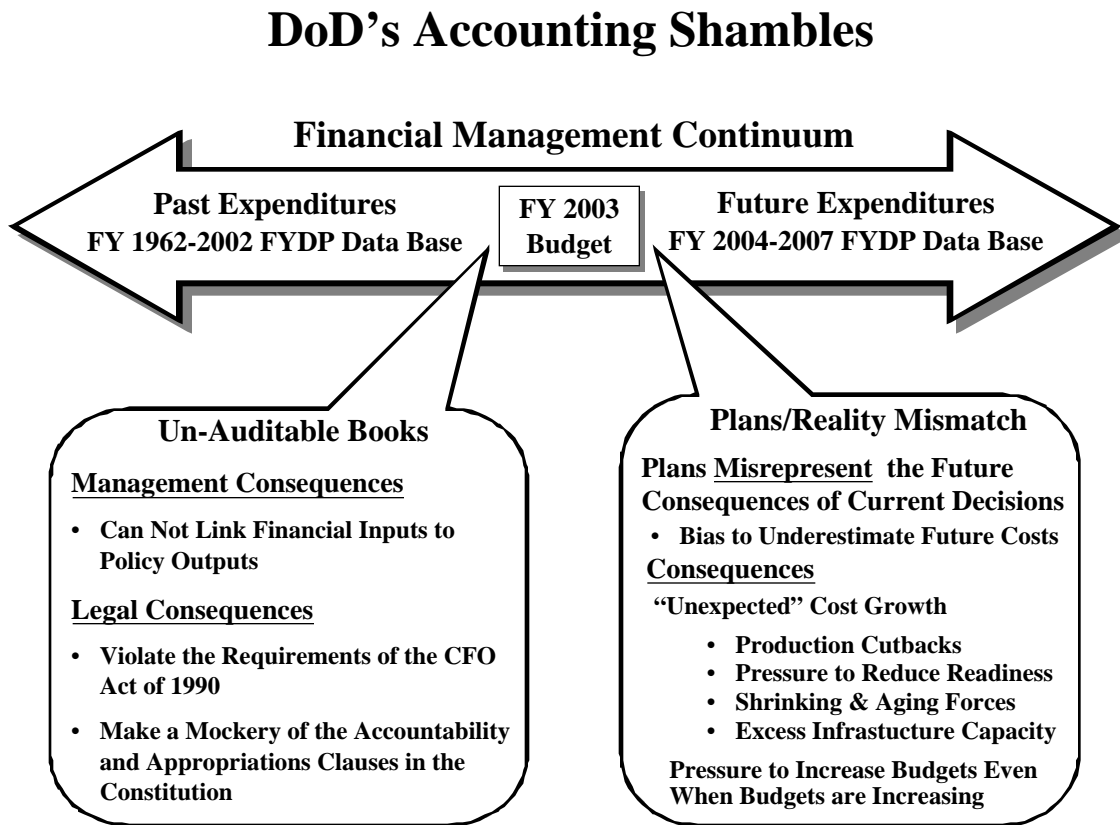 DoD’s Accounting Shambles
Financial Management Continuum
Past Expenditures
FY 1962-2002 FYDP Data Base
FY 2003
Budget
Future Expenditures
FY 2004-2007 FYDP Data Base
Un-Auditable Books
Management Consequences
• Can Not Link Financial Inputs to
Policy Outputs
Legal Consequences
• Violate the Requirements of the CFO
Act of 1990
• Make a Mockery of the Accountability
and Appropriations Clauses in the
Constitution
Plans/Reality Mismatch
Plans Misrepresent the Future
Consequences of Current Decisions
• Bias to Underestimate Future Costs
Consequences
“Unexpected” Cost Growth
• Production Cutbacks
• Pressure to Reduce Readiness
• Shrinking & Aging Forces
• Excess Infrastucture Capacity
Pressure to Increase Budgets Even
When Budgets are Increasing